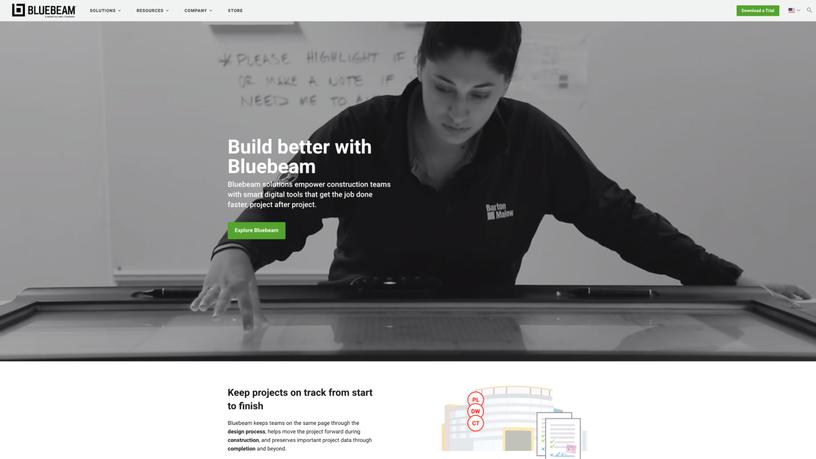 BLUEBEAM
SOLUTIONS
RESOURCES
COMPANY
STORE
Download a Trial
PLEASE HIGHLIGHT IF
OR MAKE A NOTE IF
NEED ME TO
Build better with
Bluebeam
Bluebeam solutions empower construction teams
with smart digital tools that get the job done
faster, project after project.
Barton
Malow
Explore Bluebeam
Keep projects on track from start
to finish
Bluebeam keeps teams on the same page through the
design process, helps move the project forward during
construction, and preserves important project data through
completion and beyond.
PL
DW
CT